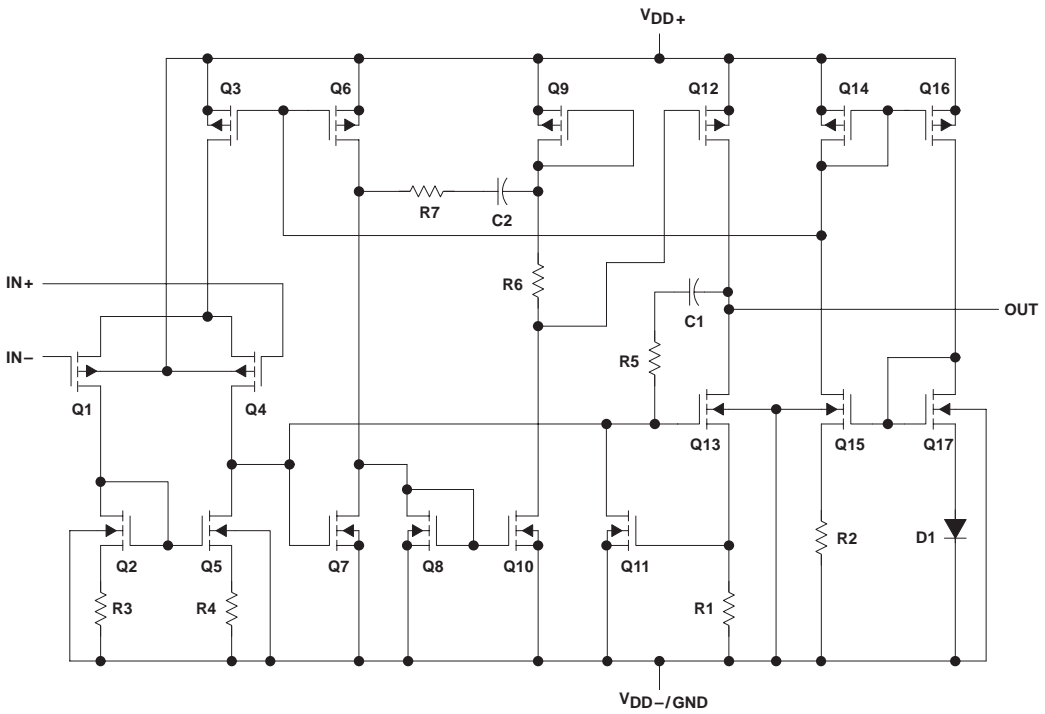 VDD+
Q3
Q6
Q9
Q12
Q14
Q16
R7
C2
IN+
R6
C1
OUT
IN−
R5
Q1
Q4
Q13
Q15
Q17
R2
D1
Q2
Q5
Q7
Q8
Q10
Q11
R3
R4
R1
VDD−/GND